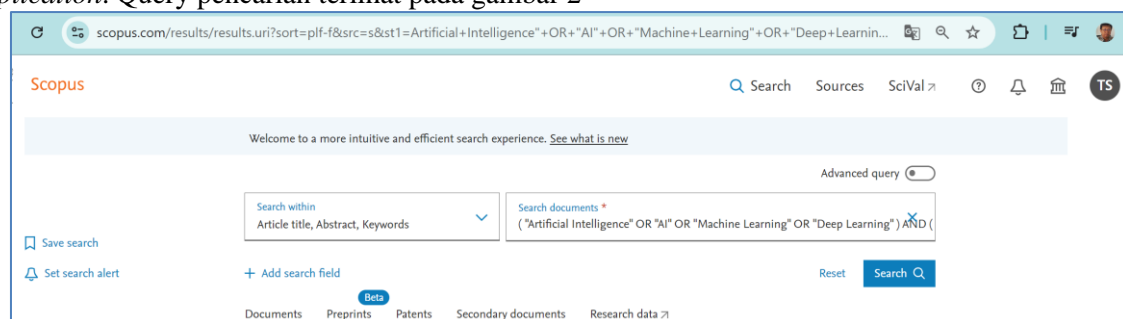 plication. Query pencarian terlihat pada gambar 2
scopus.com/results/results.uri?sort=plf-f&src=s&st1=Artificial+Intelligence"+OR+"AI"+OR+"Machine+Learning"+OR+"Deep+Learnin...
Scopus
Search Sources SciVal TS
Welcome to a more intuitive and efficient search experience. See what is new
Advanced query
Search within
Article title, Abstract, Keywords
Search documents *
( "Artificial Intelligence" OR "AI" OR "Machine Learning" OR "Deep Learning" ) AND (
Save search
Set search alert
+ Add search field
Reset Search
Beta
Documents Preprints Patents Secondary documents Research data